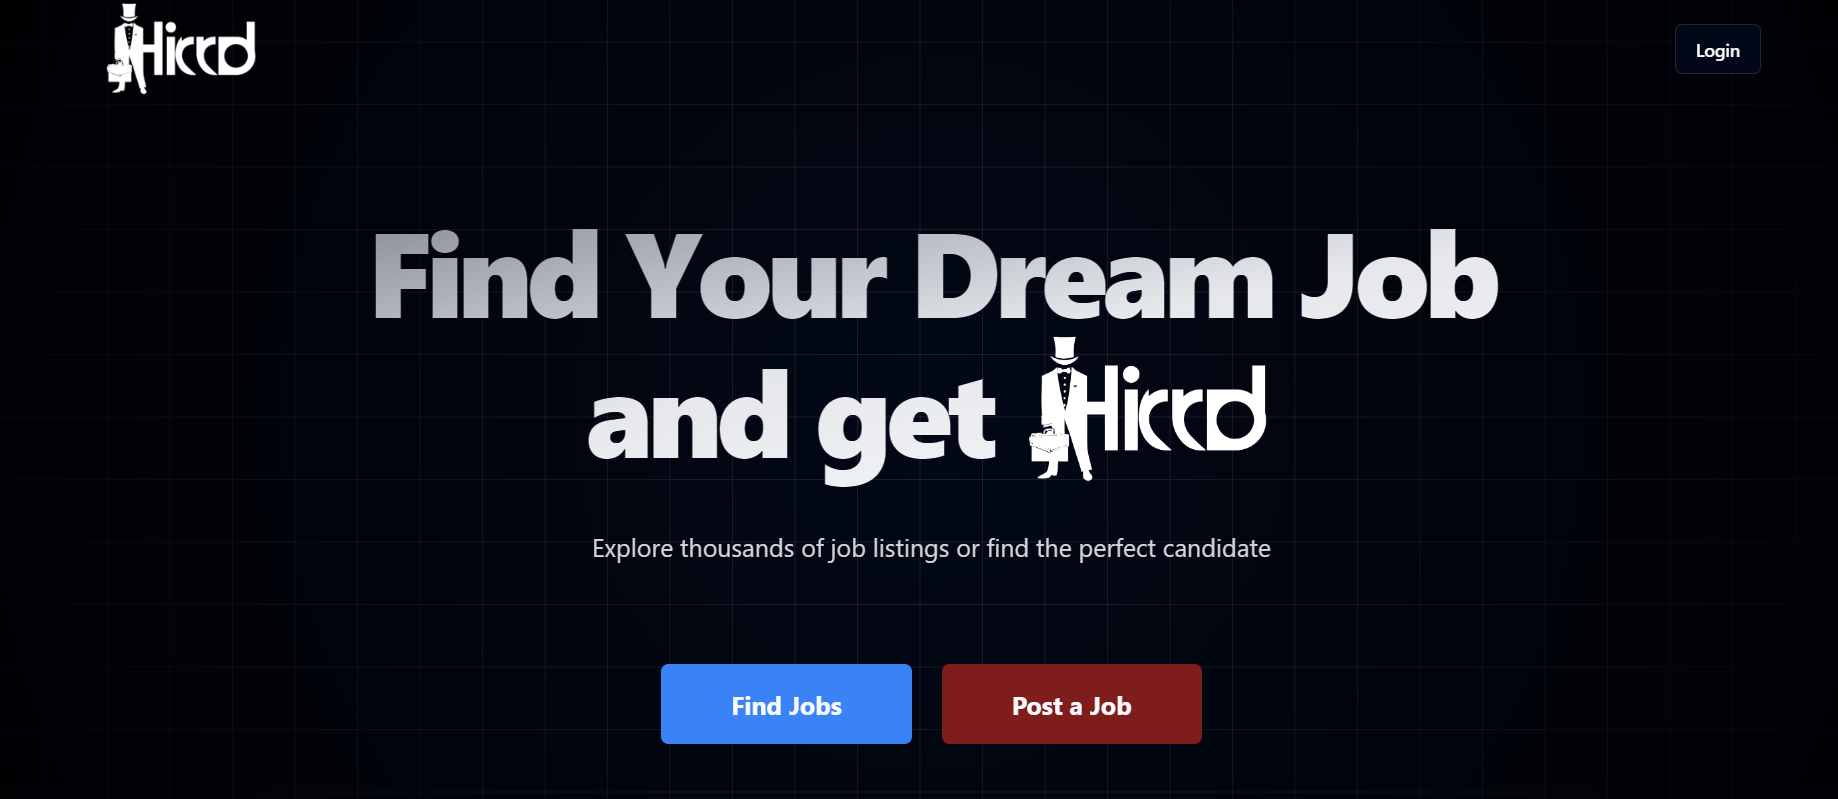 Hirrd
Login
Find Your Dream Job
and get Hirrd
Explore thousands of job listings or find the perfect candidate
Find Jobs
Post a Job